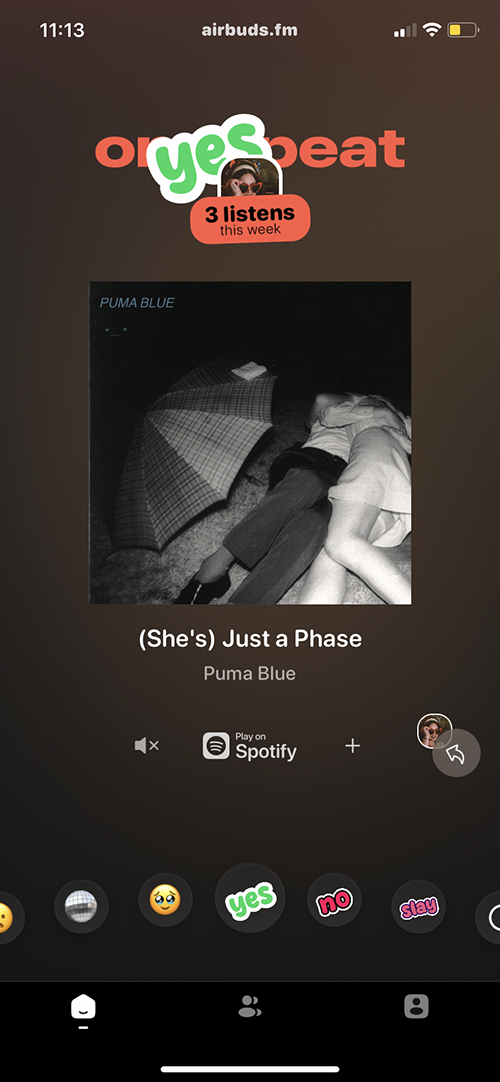 11:13
airbuds.fm
on peat
yes
3 listens
this week
PUMA BLUE
"..."
(She's) Just a Phase
Puma Blue
Play on
Spotify
yes
no
slay